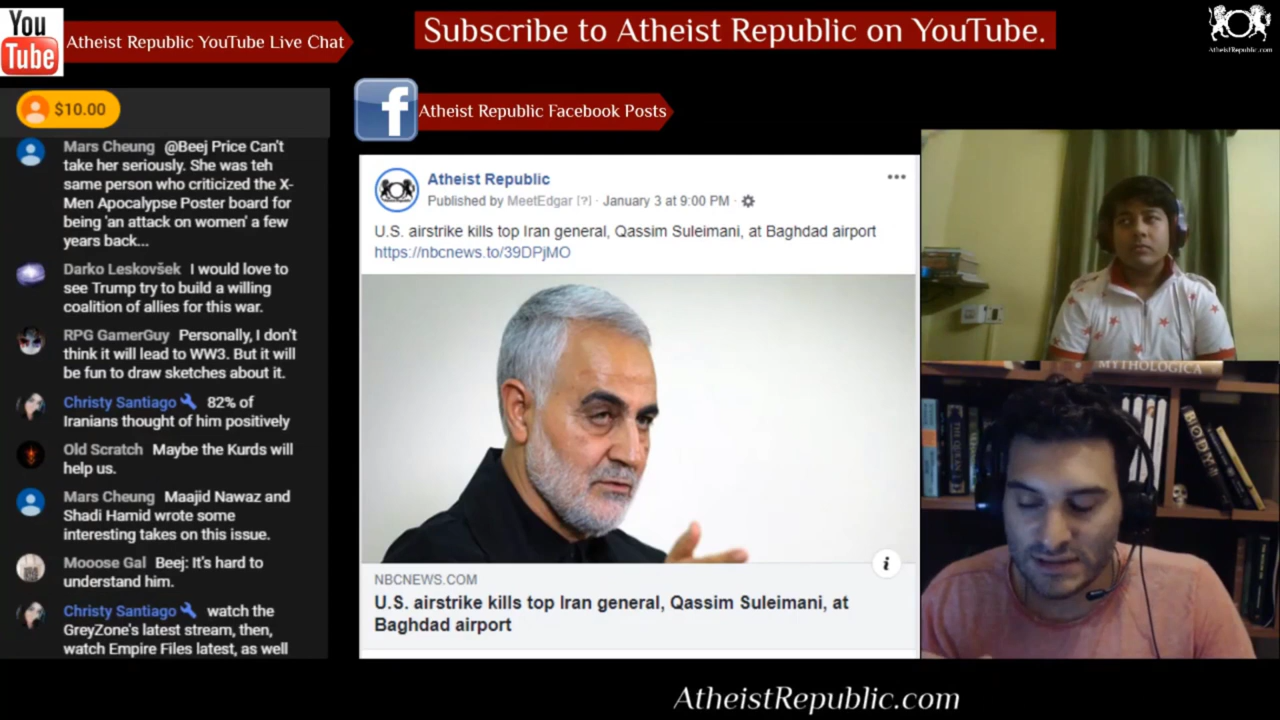 You
Tube
Atheist Republic YouTube Live Chat
Subscribe to Atheist Republic on YouTube.
AtheistRepublic.com
$10.00
Mars Cheung @Beej Price Can't
take her seriously. She was teh
same person who criticized the X-
Men Apocalypse Poster board for
being 'an attack on women' a few
years back...
Darko Leskovšek I would love to
see Trump try to build a willing
coalition of allies for this war.
RPG GamerGuy Personally, I don't
think it will lead to WW3. But it will
be fun to draw sketches about it.
Christy Santiago 82% of
Iranians thought of him positively
Old Scratch Maybe the Kurds will
help us.
Mars Cheung Maajid Nawaz and
Shadi Hamid wrote some
interesting takes on this issue.
Mooose Gal Beej: It's hard to
understand him.
Christy Santiago watch the
GreyZone's latest stream, then,
watch Empire Files latest, as well
f
Atheist Republic Facebook Posts
Atheist Republic
Published by MeetEdgar [?] · January 3 at 9:00 PM ·
U.S. airstrike kills top Iran general, Qassim Suleimani, at Baghdad airport
https://nbcnews.to/39DPjMO
i
NBCNEWS.COM
U.S. airstrike kills top Iran general, Qassim Suleimani, at
Baghdad airport
MYTHOLOGICA
THE QURAN
BODY
AtheistRepublic.com